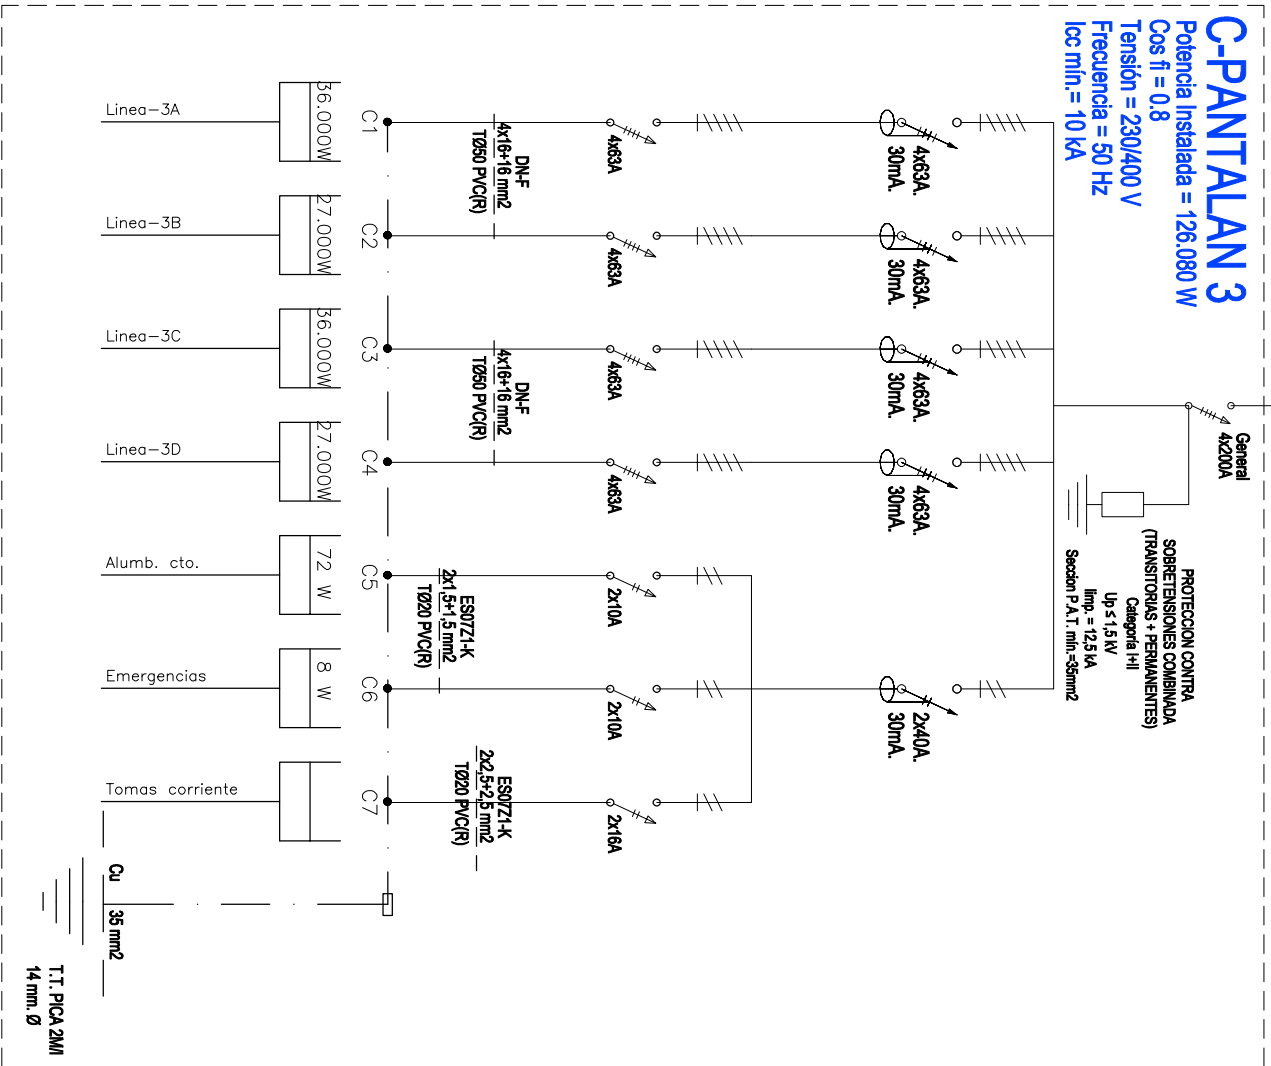 C-PANTALAN 3
Potencia Instalada = 126.080 W
Cos fi = 0.8
Tensión = 230/400 V
Frecuencia = 50 Hz
Icc mín.= 10 kA
General
4x200A
PROTECCION CONTRA
SOBRETENSIONES COMBINADA
(TRANSITORIAS + PERMANENTES)
Categoría I+II
Up ≤ 1,5 kV
Iimp. = 12,5 kA
Seccion P.A.T. mín.=35mm2
4x63A.
30mA.
4x63A.
30mA.
4x63A.
30mA.
4x63A.
30mA.
2x40A.
30mA.
4x63A
4x63A
4x63A
4x63A
2x10A
2x10A
2x16A
DN-F
4x16+16 mm2
TØ50 PVC(R)
DN-F
4x16+16 mm2
TØ50 PVC(R)
ES07Z1-K
2x1,5+1,5 mm2
TØ20 PVC(R)
ES07Z1-K
2x2,5+2,5 mm2
TØ20 PVC(R)
C1
C2
C3
C4
C5
C6
C7
36.000W
27.000W
36.000W
27.000W
72 W
8 W
Linea-3A
Linea-3B
Linea-3C
Linea-3D
Alumb. cto.
Emergencias
Tomas corriente
Cu
35 mm2
T.T. PICA 2M/l
14 mm. Ø